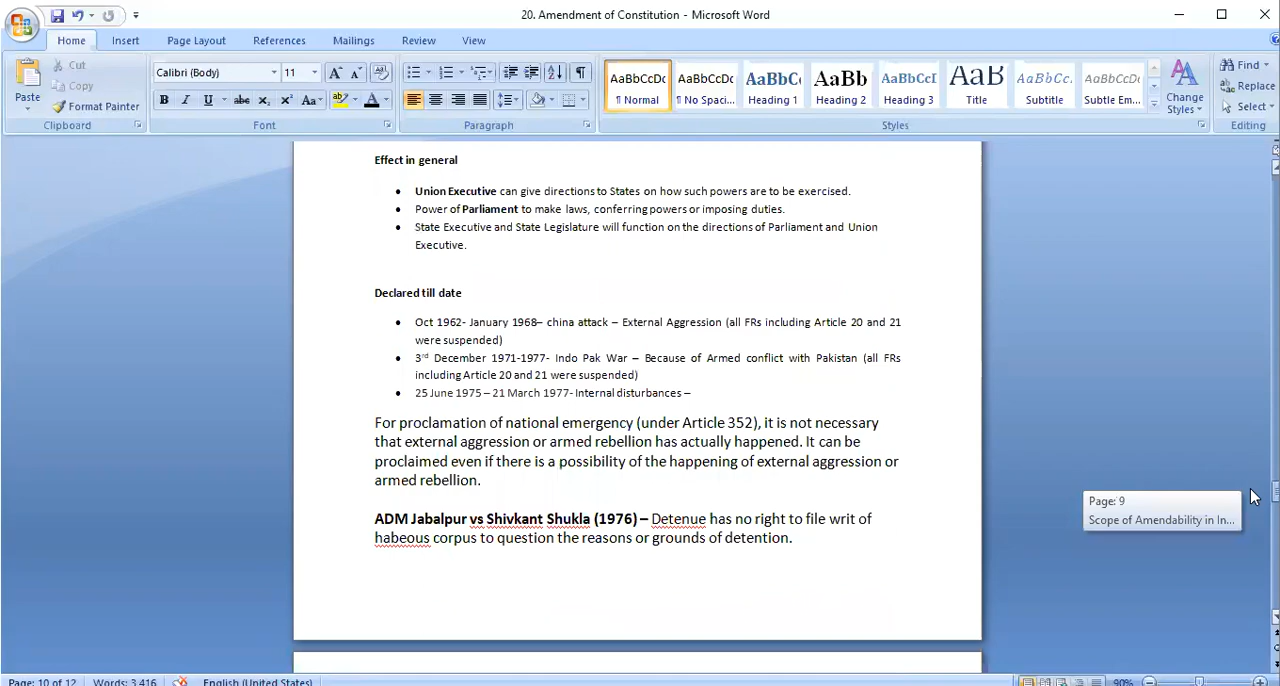 20. Amendment of Constitution - Microsoft Word
Home Insert Page Layout References Mailings Review View
Cut
Copy
Paste
Format Painter
Clipboard
Calibri (Body) 11
Font
Paragraph
AaBbCcDc AaBbCcDc AaBbC AaBb AaBbCcI AaB AaBbCc. AaBbCcDc
¶ Normal ¶ No Spaci... Heading 1 Heading 2 Heading 3 Title Subtitle Subtle Em...
Change Styles
Styles
Find
Replace
Select
Editing
Effect in general
• Union Executive can give directions to States on how such powers are to be exercised.
• Power of Parliament to make laws, conferring powers or imposing duties.
• State Executive and State Legislature will function on the directions of Parliament and Union
Executive.
Declared till date
• Oct 1962- January 1968– china attack – External Aggression (all FRs including Article 20 and 21
were suspended)
• 3rd December 1971-1977- Indo Pak War – Because of Armed conflict with Pakistan (all FRs
including Article 20 and 21 were suspended)
• 25 June 1975 – 21 March 1977- Internal disturbances –
For proclamation of national emergency (under Article 352), it is not necessary
that external aggression or armed rebellion has actually happened. It can be
proclaimed even if there is a possibility of the happening of external aggression or
armed rebellion.
ADM Jabalpur vs Shivkant Shukla (1976) – Detenue has no right to file writ of
habeous corpus to question the reasons or grounds of detention.
Page: 9
Scope of Amendability in In...
Page: 10 of 12 Words: 3,416 English (United States) 90%